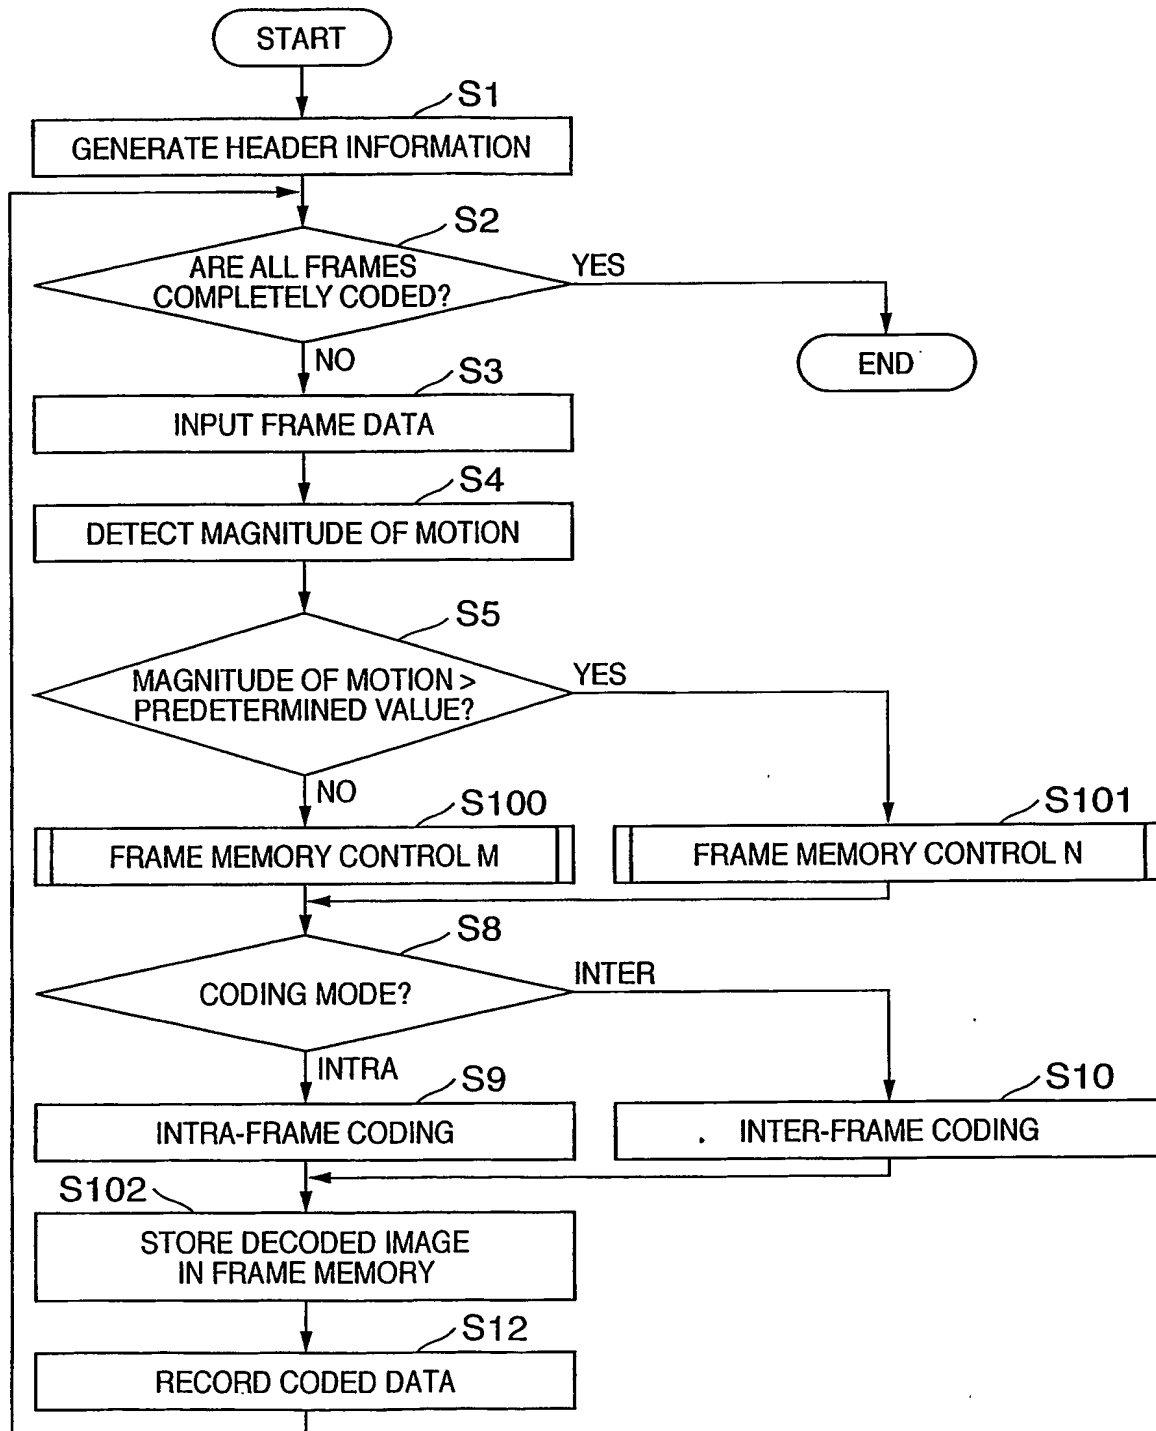 START
S1
GENERATE HEADER INFORMATION
S2
ARE ALL FRAMES
COMPLETELY CODED?
YES
END
NO
S3
INPUT FRAME DATA
S4
DETECT MAGNITUDE OF MOTION
S5
MAGNITUDE OF MOTION >
PREDETERMINED VALUE?
YES
NO
S100
FRAME MEMORY CONTROL M
S101
FRAME MEMORY CONTROL N
S8
CODING MODE?
INTER
INTRA
S9
INTRA-FRAME CODING
S10
INTER-FRAME CODING
S102
STORE DECODED IMAGE
IN FRAME MEMORY
S12
RECORD CODED DATA